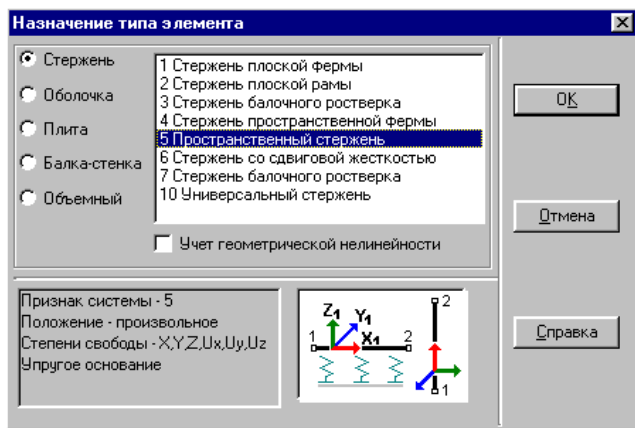 Назначение типа элемента
Стержень
Оболочка
Плита
Балка-стенка
Объемный
1 Стержень плоской фермы
2 Стержень плоской рамы
3 Стержень балочного ростверка
4 Стержень пространственной фермы
5 Пространственный стержень
6 Стержень со сдвиговой жесткостью
7 Стержень балочного ростверка
10 Универсальный стержень
Учет геометрической нелинейности
OK
Отмена
Справка
Признак системы - 5
Положение - произвольное
Степени свободы - X,Y,Z,Ux,Uy,Uz
Упругое основание
Z1 Y1
1 X1 2
2
1